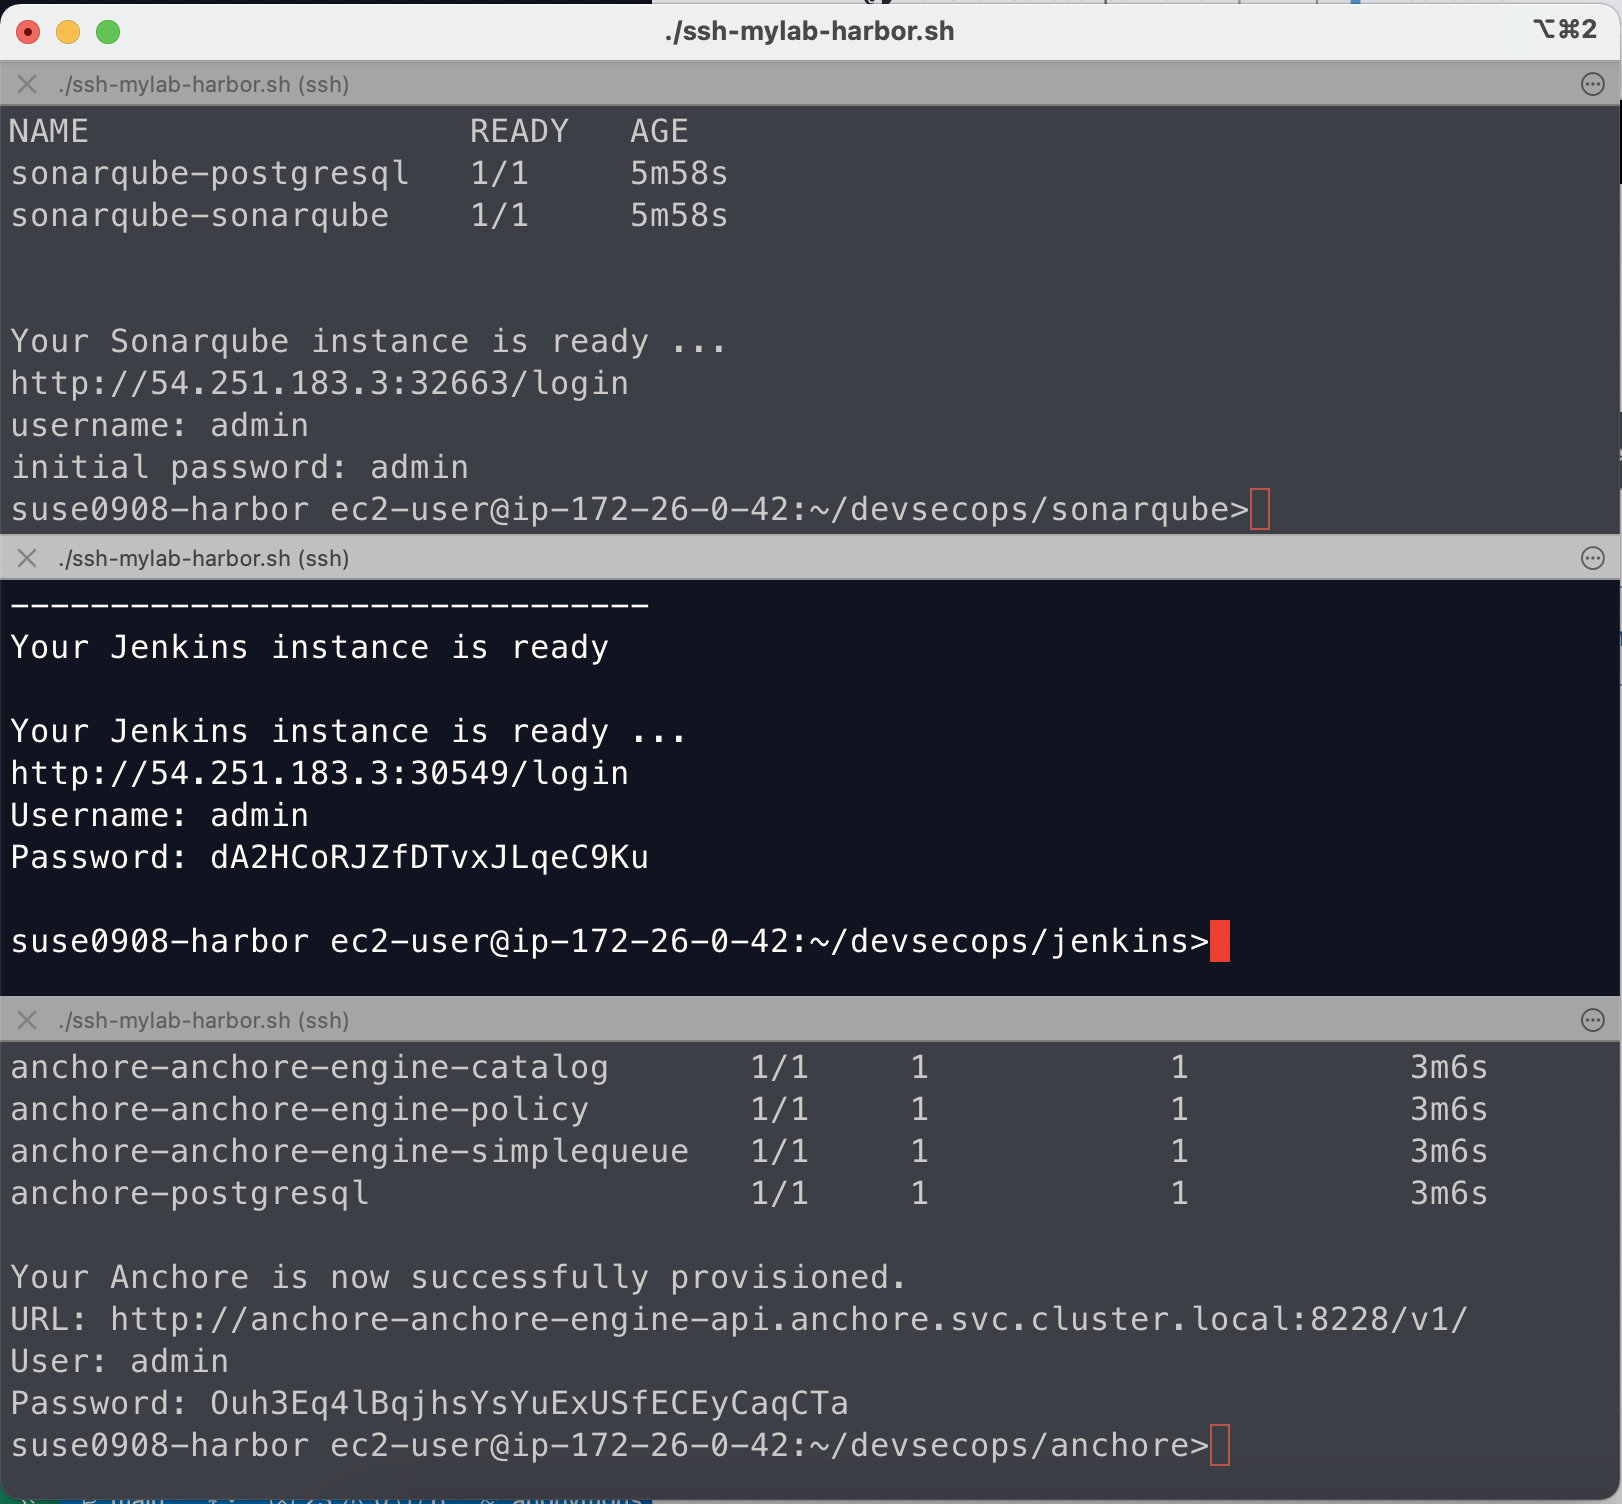 ./ssh-mylab-harbor.sh
⌥⌘2
./ssh-mylab-harbor.sh (ssh)
NAME                   READY   AGE
sonarqube-postgresql   1/1     5m58s
sonarqube-sonarqube    1/1     5m58s
Your Sonarqube instance is ready ...
http://54.251.183.3:32663/login
username: admin
initial password: admin
suse0908-harbor ec2-user@ip-172-26-0-42:~/devsecops/sonarqube>
./ssh-mylab-harbor.sh (ssh)
--------------------------------
Your Jenkins instance is ready
Your Jenkins instance is ready ...
http://54.251.183.3:30549/login
Username: admin
Password: dA2HCoRJZfDTvxJLqeC9Ku
suse0908-harbor ec2-user@ip-172-26-0-42:~/devsecops/jenkins>
./ssh-mylab-harbor.sh (ssh)
anchore-anchore-engine-catalog       1/1     1            1           3m6s
anchore-anchore-engine-policy        1/1     1            1           3m6s
anchore-anchore-engine-simplequeue   1/1     1            1           3m6s
anchore-postgresql                   1/1     1            1           3m6s
Your Anchore is now successfully provisioned.
URL: http://anchore-anchore-engine-api.anchore.svc.cluster.local:8228/v1/
User: admin
Password: Ouh3Eq4lBqjhsYsYuExUSfECEyCaqCTa
suse0908-harbor ec2-user@ip-172-26-0-42:~/devsecops/anchore>